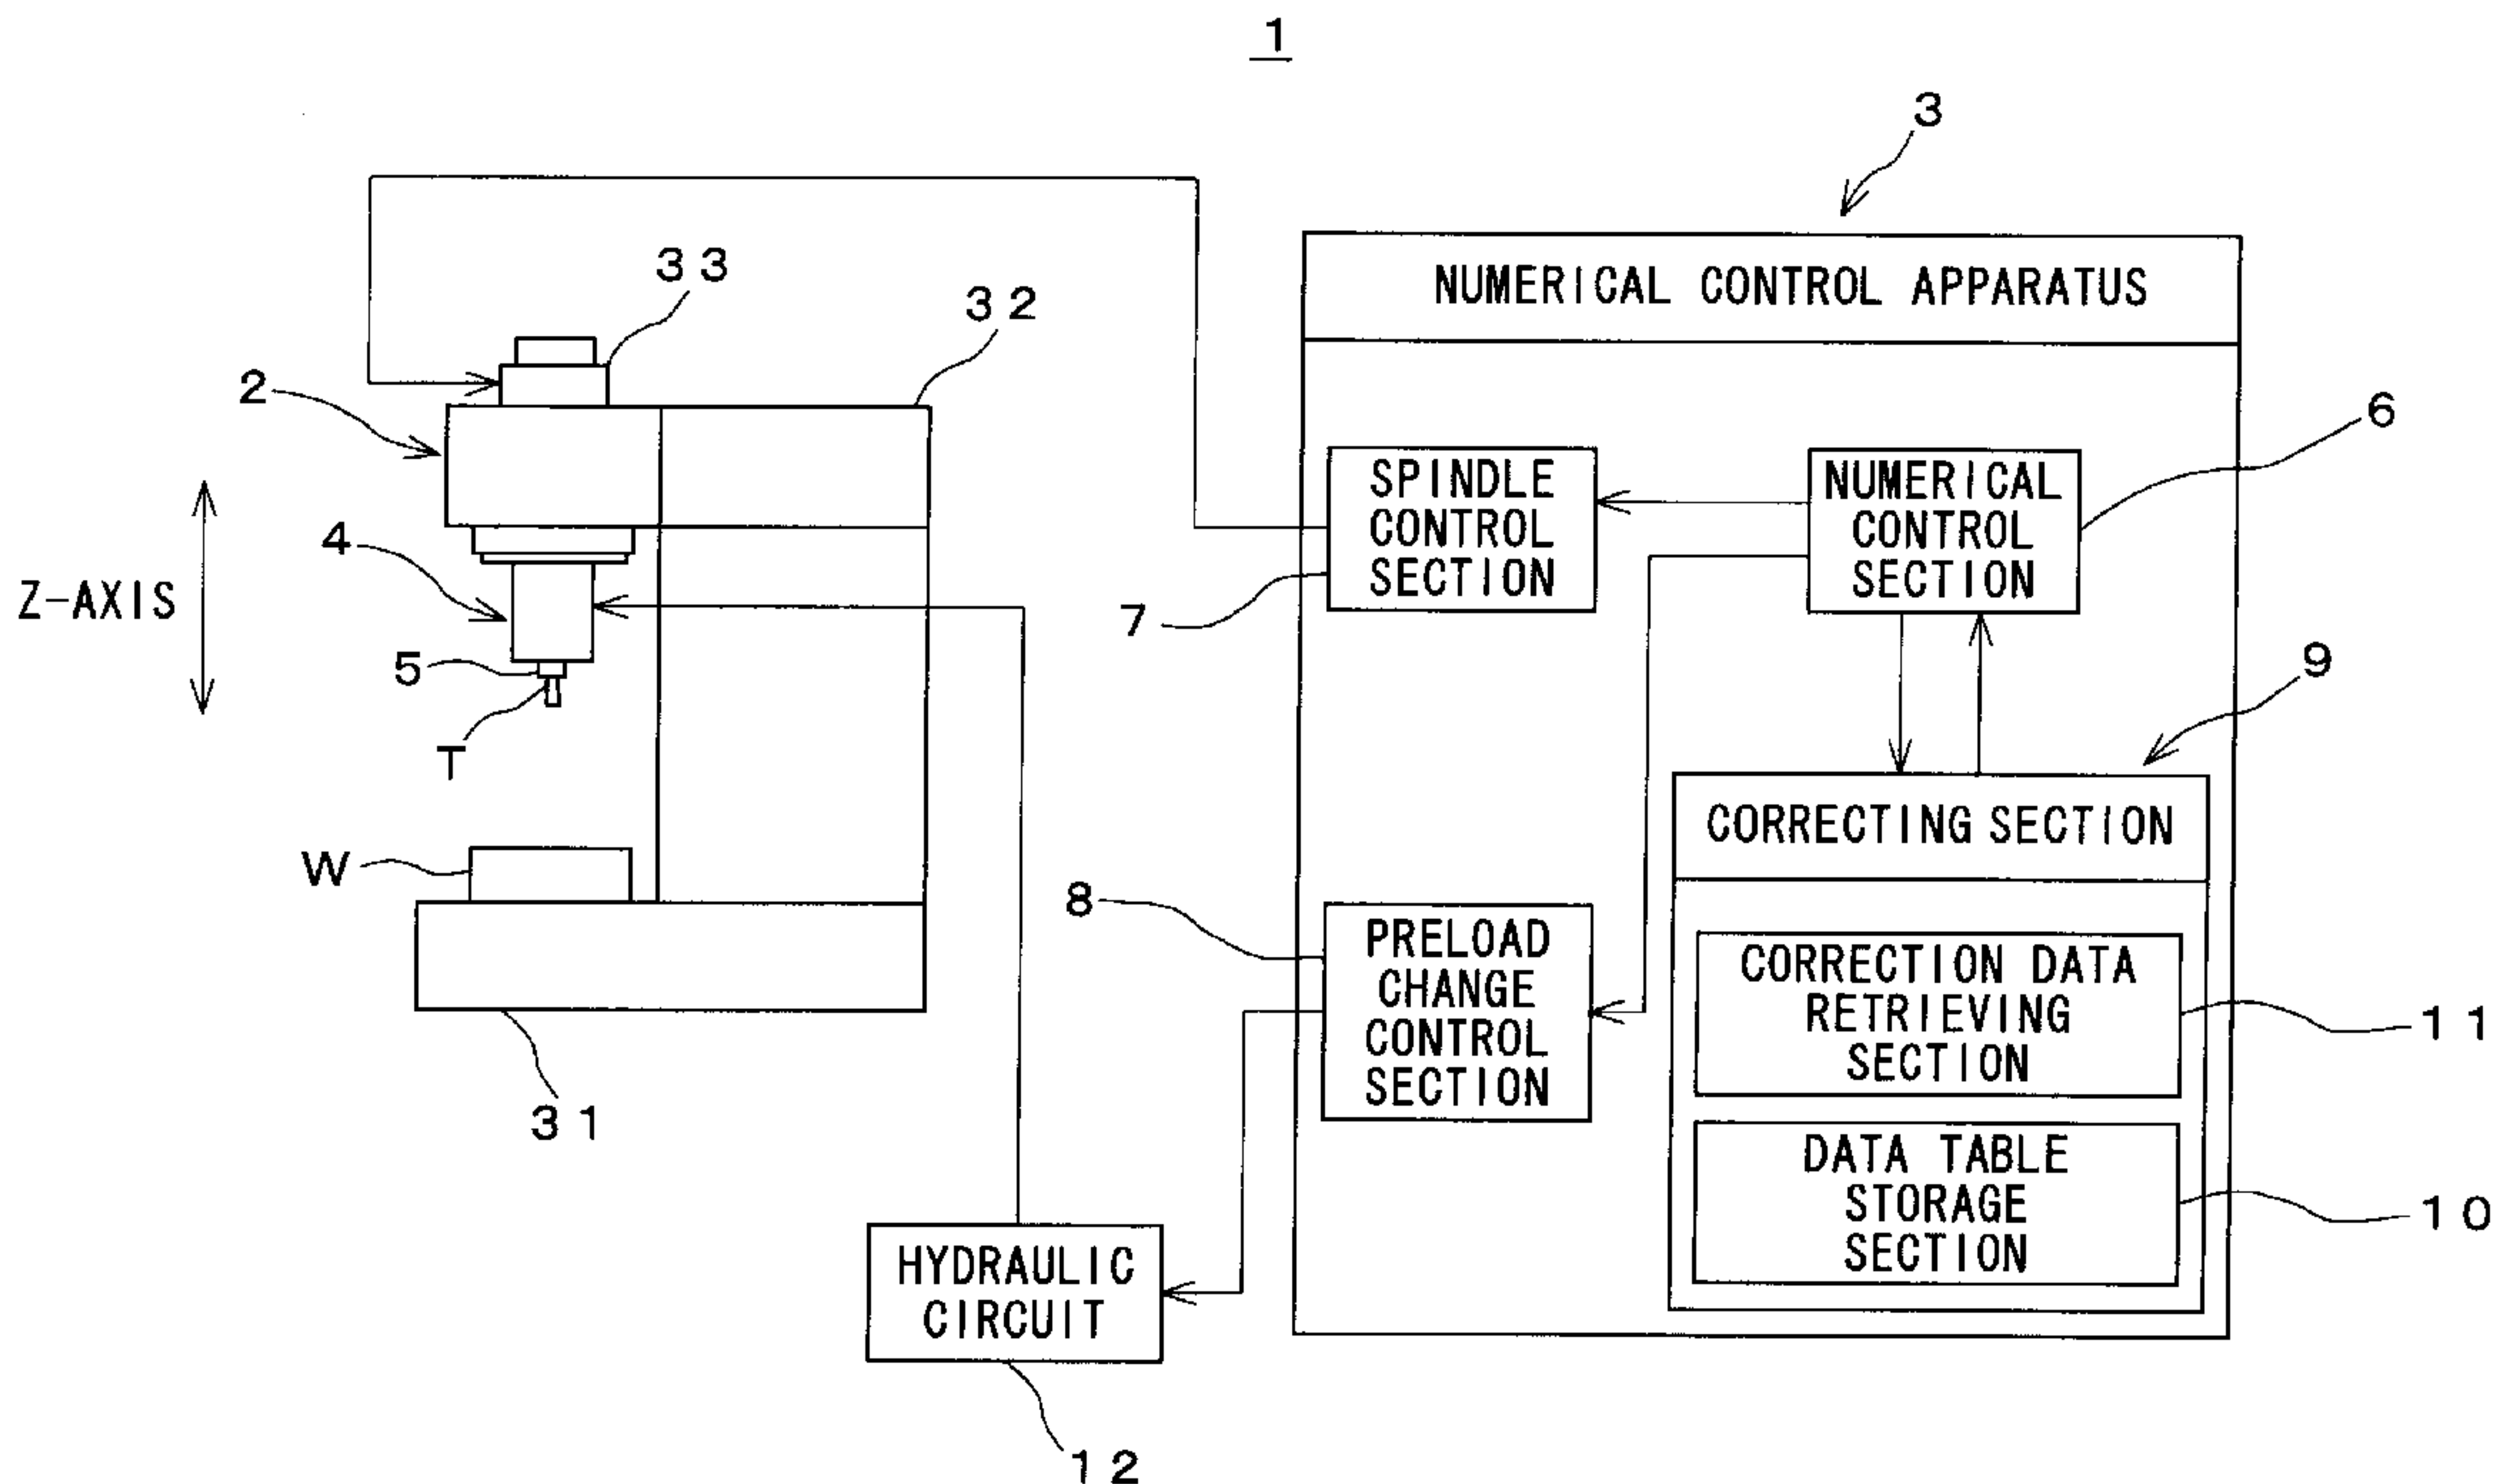 1
3
33
32
NUMERICAL CONTROL APPARATUS
2
6
SPINDLE
CONTROL
SECTION
NUMERICAL
CONTROL
SECTION
4
Z-AXIS
7
5
9
T
CORRECTING SECTION
W
8
PRELOAD
CHANGE
CONTROL
SECTION
CORRECTION DATA
RETRIEVING
SECTION
11
31
DATA TABLE
STORAGE
SECTION
10
HYDRAULIC
CIRCUIT
12